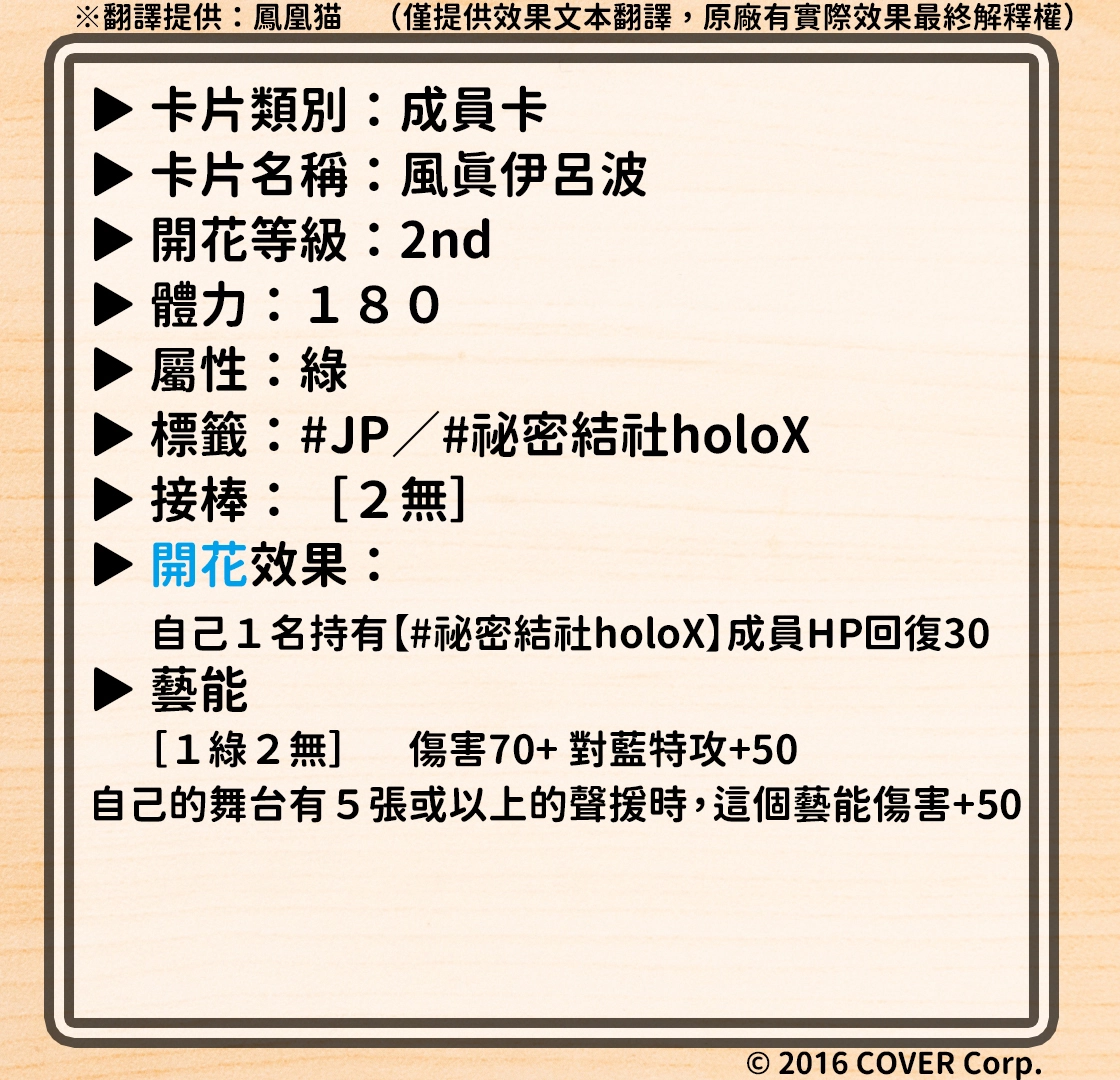 ※翻譯提供：鳳凰猫　（僅提供效果文本翻譯，原廠有實際效果最終解釋權）
▶ 卡片類別：成員卡
▶ 卡片名稱：風眞伊呂波
▶ 開花等級：2nd
▶ 體力：１８０
▶ 屬性：綠
▶ 標籤：#JP／#祕密結社holoX
▶ 接棒：［２無］
▶ 開花效果：
自己１名持有【#祕密結社holoX】成員HP回復30
▶ 藝能
［１綠２無］　傷害70+ 對藍特攻+50
自己的舞台有５張或以上的聲援時，這個藝能傷害+50
© 2016 COVER Corp.